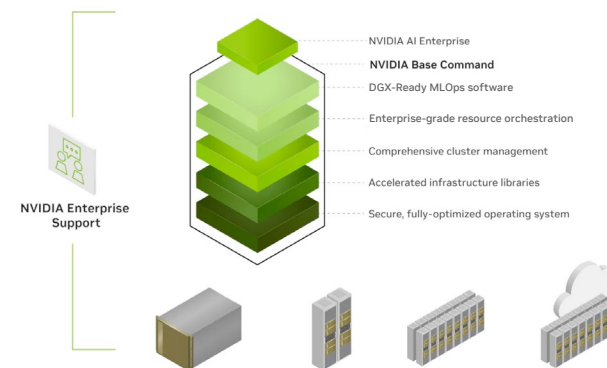 NVIDIA AI Enterprise
NVIDIA Base Command
DGX-Ready MLOps software
Enterprise-grade resource orchestration
Comprehensive cluster management
Accelerated infrastructure libraries
Secure, fully-optimized operating system
NVIDIA Enterprise
Support